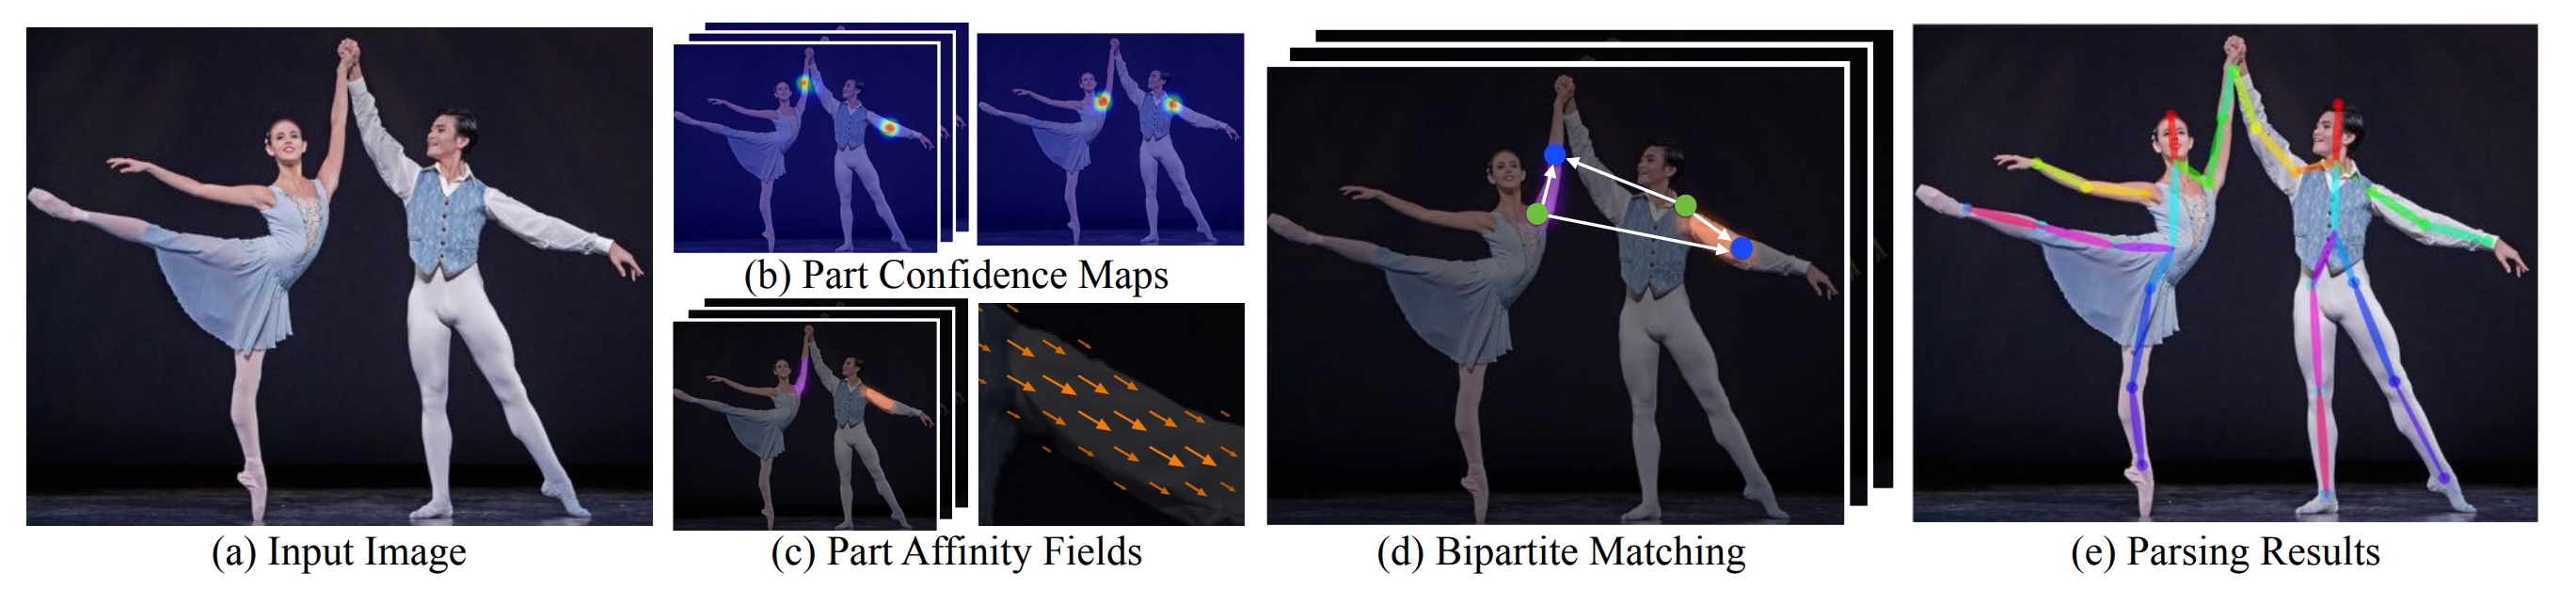 (a) Input Image
(b) Part Confidence Maps
(c) Part Affinity Fields
(d) Bipartite Matching
(e) Parsing Results